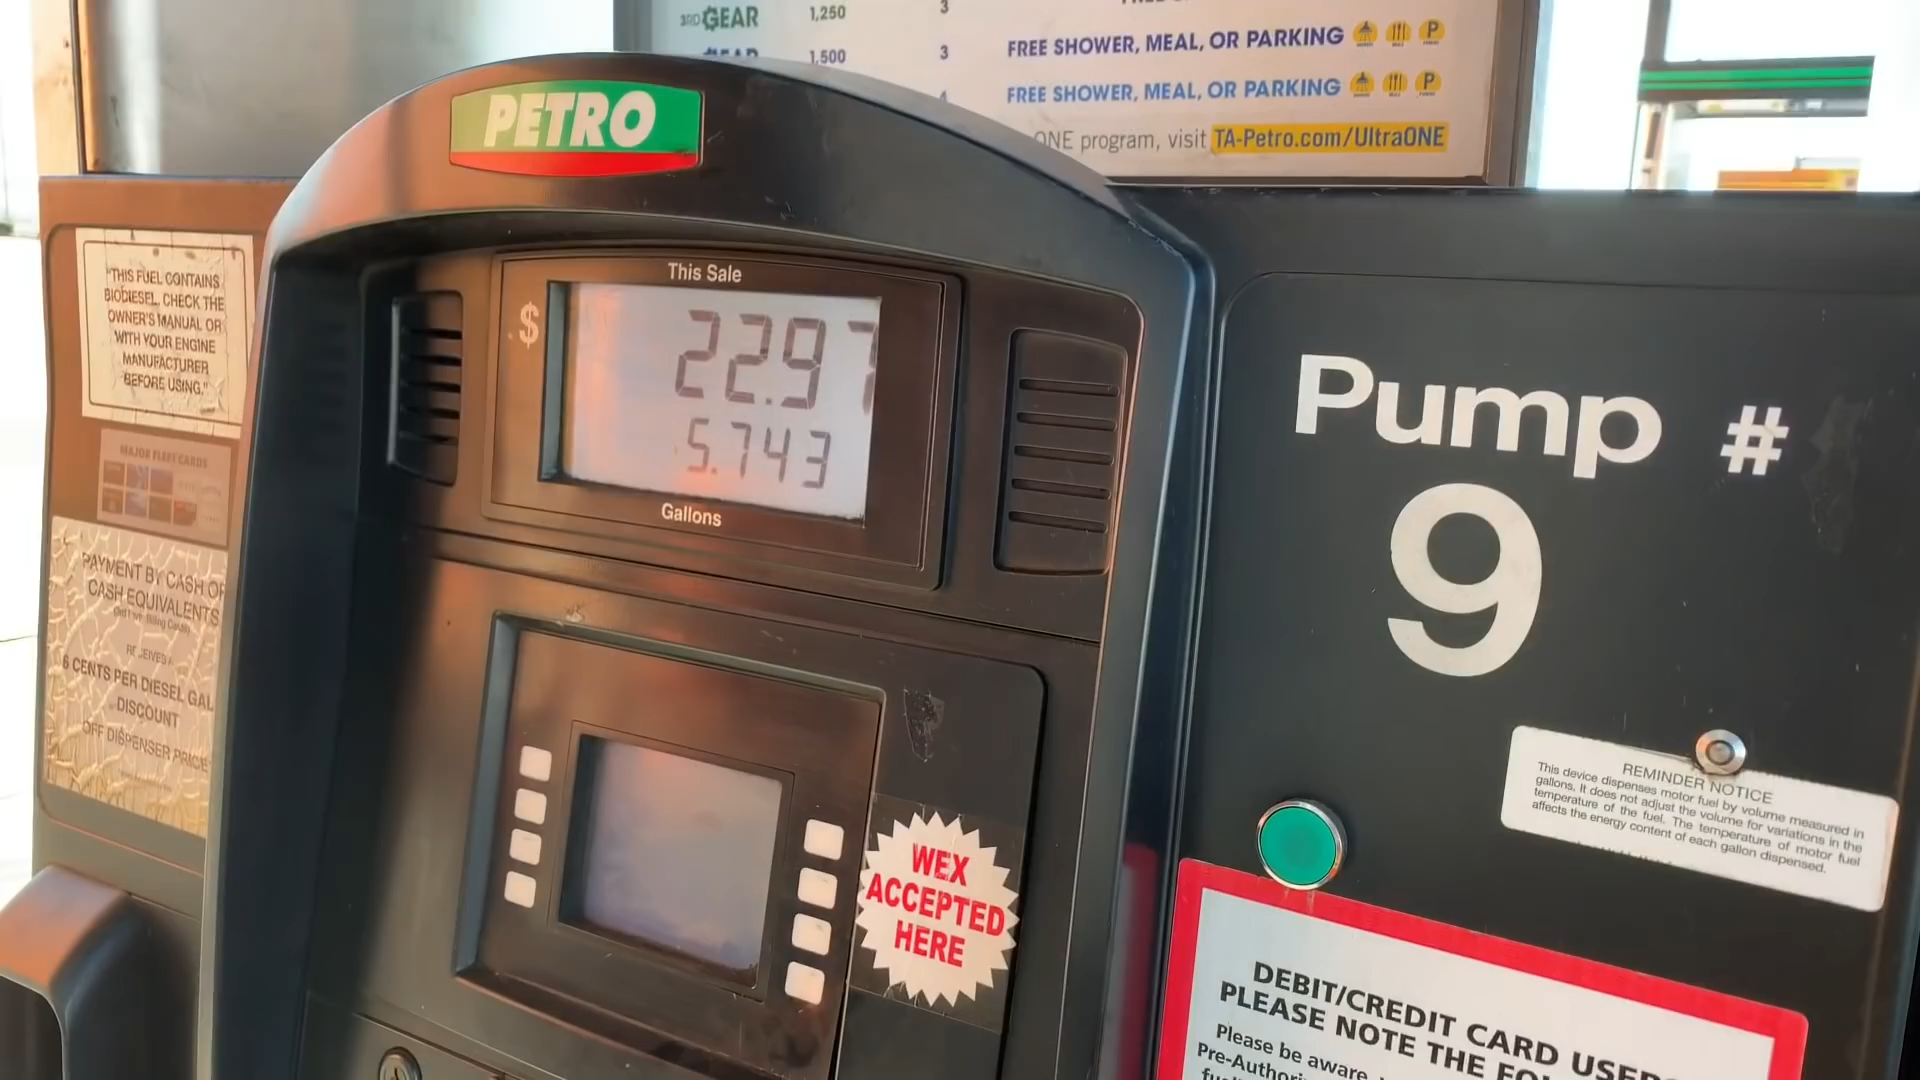 3RD GEAR 1,250 3
GEAR 1,500 3 FREE SHOWER, MEAL, OR PARKING P
4 FREE SHOWER, MEAL, OR PARKING P
ONE program, visit TA-Petro.com/UltraONE
PETRO
"THIS FUEL CONTAINS
BIODIESEL. CHECK THE
OWNER'S MANUAL OR
WITH YOUR ENGINE
MANUFACTURER
BEFORE USING."
MAJOR FLEET CARDS
PAYMENT BY CASH OR
CASH EQUIVALENTS
RECEIVES A
6 CENTS PER DIESEL GAL
DISCOUNT
OFF DISPENSER PRICE
This Sale
$ 22.97
5.743
Gallons
WEX
ACCEPTED
HERE
Pump #
9
REMINDER NOTICE
This device dispenses motor fuel by volume measured in
gallons. It does not adjust the volume for variations in the
temperature of the fuel. The temperature of motor fuel
affects the energy content of each gallon dispensed.
DEBIT/CREDIT CARD USERS
PLEASE NOTE THE
Please be aware